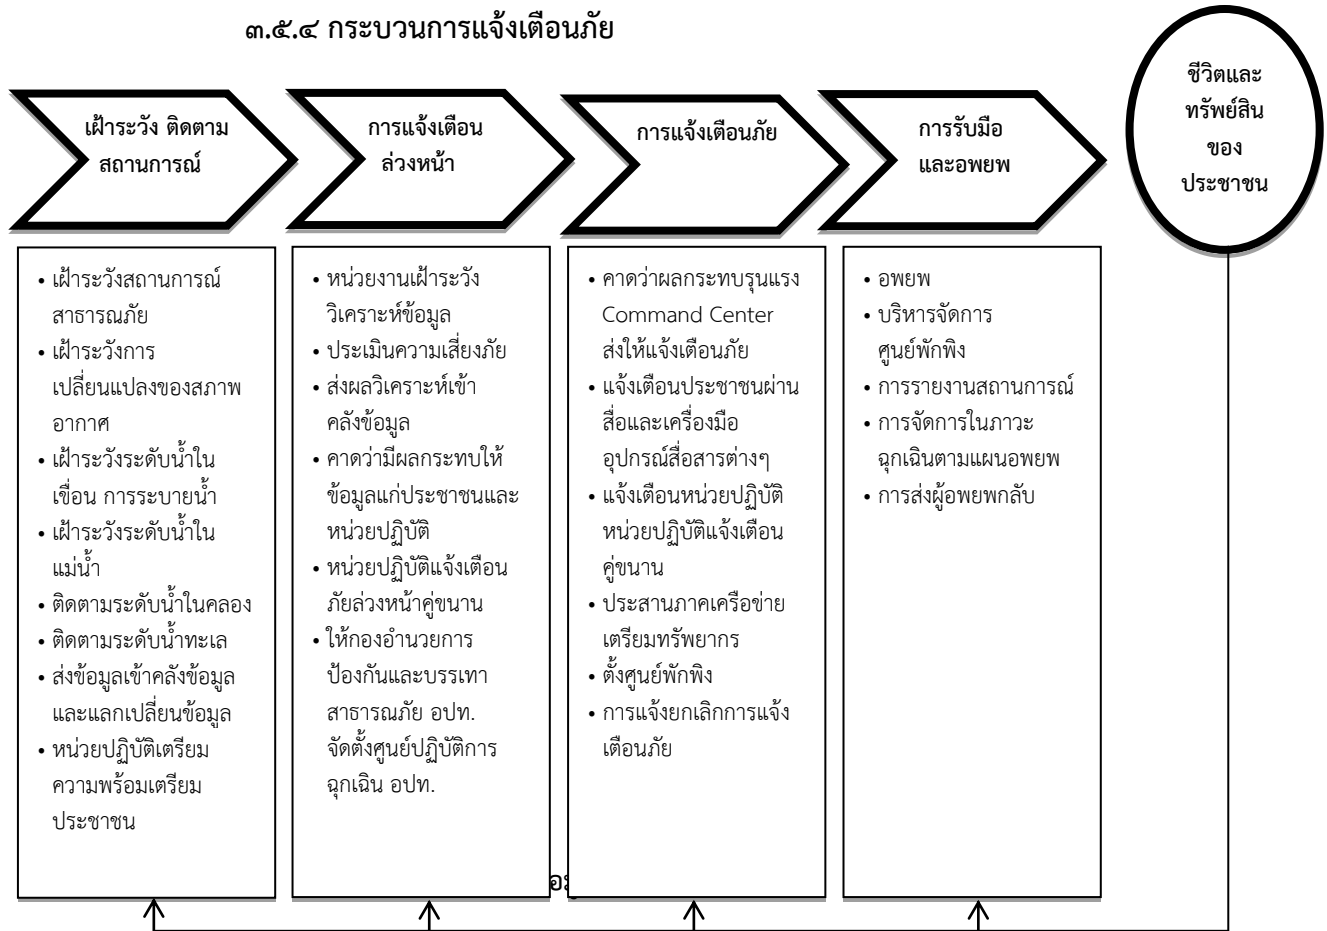 ๓.๕.๔ กระบวนการแจ้งเตือนภัย
เฝ้าระวัง ติดตาม
สถานการณ์
การแจ้งเตือน
ล่วงหน้า
การแจ้งเตือนภัย
การรับมือ
และอพยพ
ชีวิตและ
ทรัพย์สิน
ของ
ประชาชน
• เฝ้าระวังสถานการณ์
สาธารณภัย
• เฝ้าระวังการ
เปลี่ยนแปลงของสภาพ
อากาศ
• เฝ้าระวังระดับน้ำใน
เขื่อน การระบายน้ำ
• เฝ้าระวังระดับน้ำใน
แม่น้ำ
• ติดตามระดับน้ำในคลอง
• ติดตามระดับน้ำทะเล
• ส่งข้อมูลเข้าคลังข้อมูล
และแลกเปลี่ยนข้อมูล
• หน่วยปฏิบัติเตรียม
ความพร้อมเตรียม
ประชาชน
• หน่วยงานเฝ้าระวัง
วิเคราะห์ข้อมูล
• ประเมินความเสี่ยงภัย
• ส่งผลวิเคราะห์เข้า
คลังข้อมูล
• คาดว่ามีผลกระทบให้
ข้อมูลแก่ประชาชนและ
หน่วยปฏิบัติ
• หน่วยปฏิบัติแจ้งเตือน
ภัยล่วงหน้าคู่ขนาน
• ให้กองอำนวยการ
ป้องกันและบรรเทา
สาธารณภัย อปท.
จัดตั้งศูนย์ปฏิบัติการ
ฉุกเฉิน อปท.
• คาดว่าผลกระทบรุนแรง
Command Center
ส่งให้แจ้งเตือนภัย
• แจ้งเตือนประชาชนผ่าน
สื่อและเครื่องมือ
อุปกรณ์สื่อสารต่างๆ
• แจ้งเตือนหน่วยปฏิบัติ
หน่วยปฏิบัติแจ้งเตือน
คู่ขนาน
• ประสานภาคเครือข่าย
เตรียมทรัพยากร
• ตั้งศูนย์พักพิง
• การแจ้งยกเลิกการแจ้ง
เตือนภัย
• อพยพ
• บริหารจัดการ
ศูนย์พักพิง
• การรายงานสถานการณ์
• การจัดการในภาวะ
ฉุกเฉินตามแผนอพยพ
• การส่งผู้อพยพกลับ